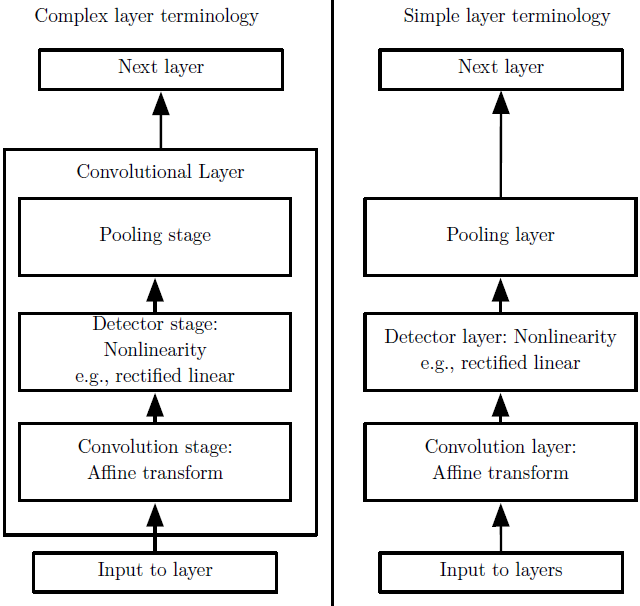 Complex layer terminology
Next layer
Convolutional Layer
Pooling stage
Detector stage:
Nonlinearity
e.g., rectified linear
Convolution stage:
Affine transform
Input to layer
Simple layer terminology
Next layer
Pooling layer
Detector layer: Nonlinearity
e.g., rectified linear
Convolution layer:
Affine transform
Input to layers